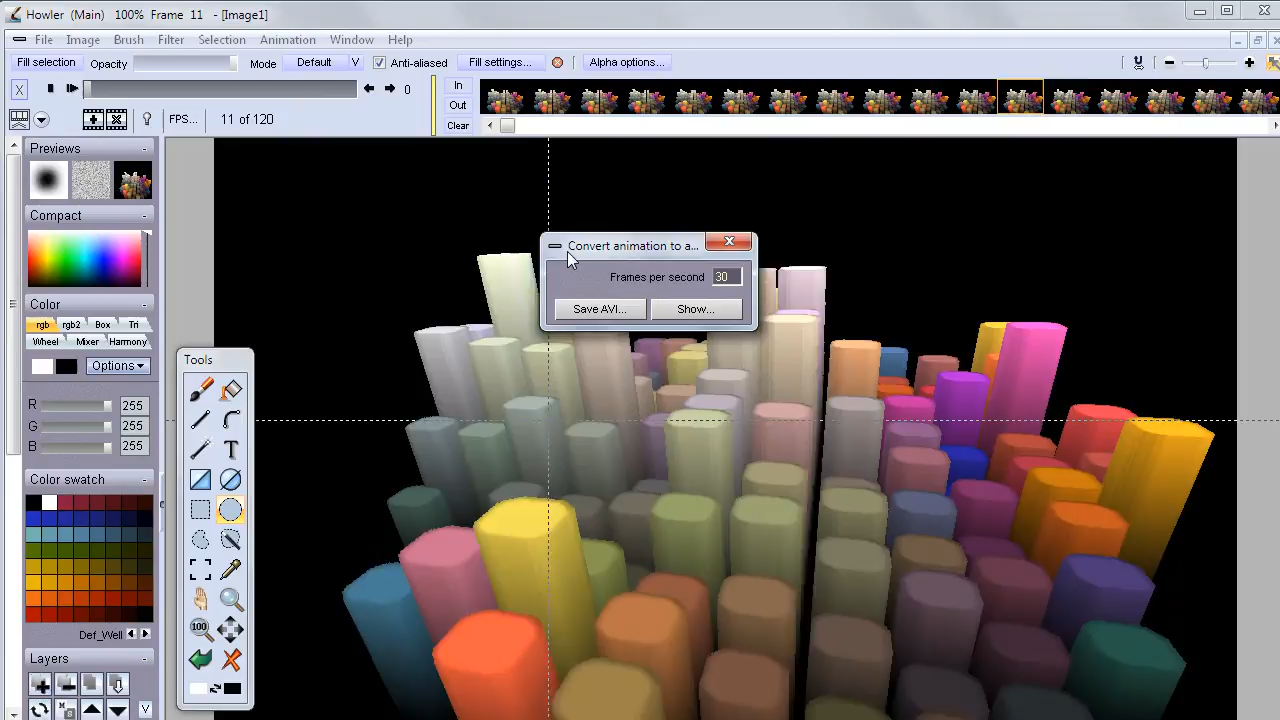 Howler (Main)   100%  Frame  11   - [Image1]
File  Image  Brush  Filter  Selection  Animation  Window  Help
Fill selection  Opacity  Mode  Default  V  Anti-aliased  Fill settings...  Alpha options...
X  0  In
Out
FPS...  11 of 120  Clear
Previews
Compact
Color
rgb  rgb2  Box  Tri
Wheel  Mixer  Harmony
Options
R  255
G  255
B  255
Color swatch
Def_Well
Layers
V
Tools
T
100
Convert animation to a...
Frames per second  30
Save AVI...  Show...